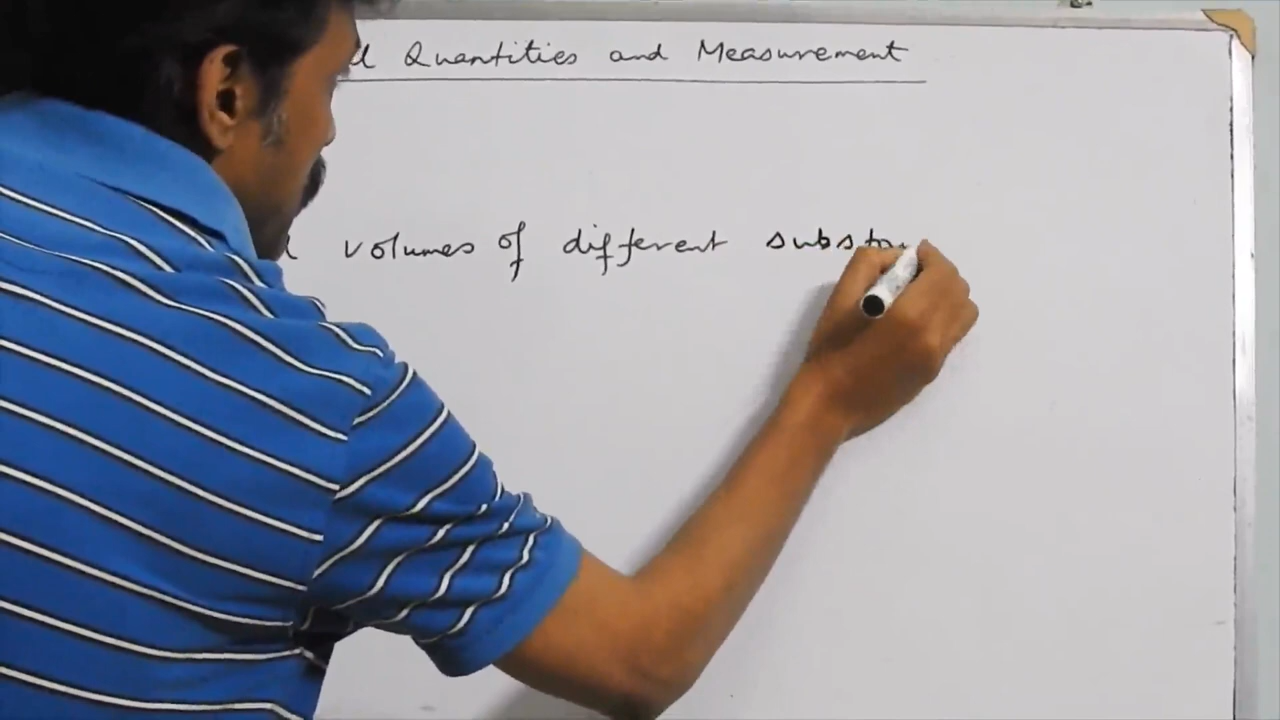 Quantities and Measurement
volumes of different